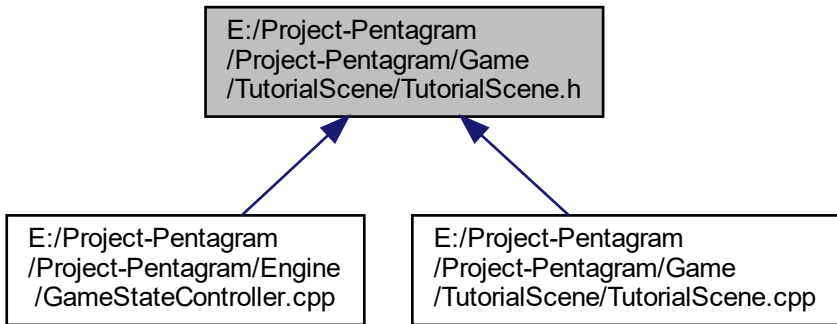 E:/Project-Pentagram
/Project-Pentagram/Game
/TutorialScene/TutorialScene.h
E:/Project-Pentagram
/Project-Pentagram/Engine
/GameStateController.cpp
E:/Project-Pentagram
/Project-Pentagram/Game
/TutorialScene/TutorialScene.cpp